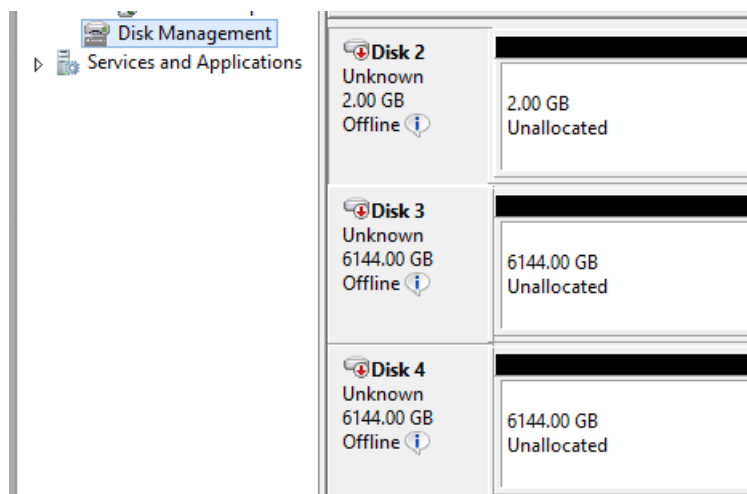 Disk Management
Services and Applications
Disk 2
Unknown
2.00 GB
Offline
2.00 GB
Unallocated
Disk 3
Unknown
6144.00 GB
Offline
6144.00 GB
Unallocated
Disk 4
Unknown
6144.00 GB
Offline
6144.00 GB
Unallocated